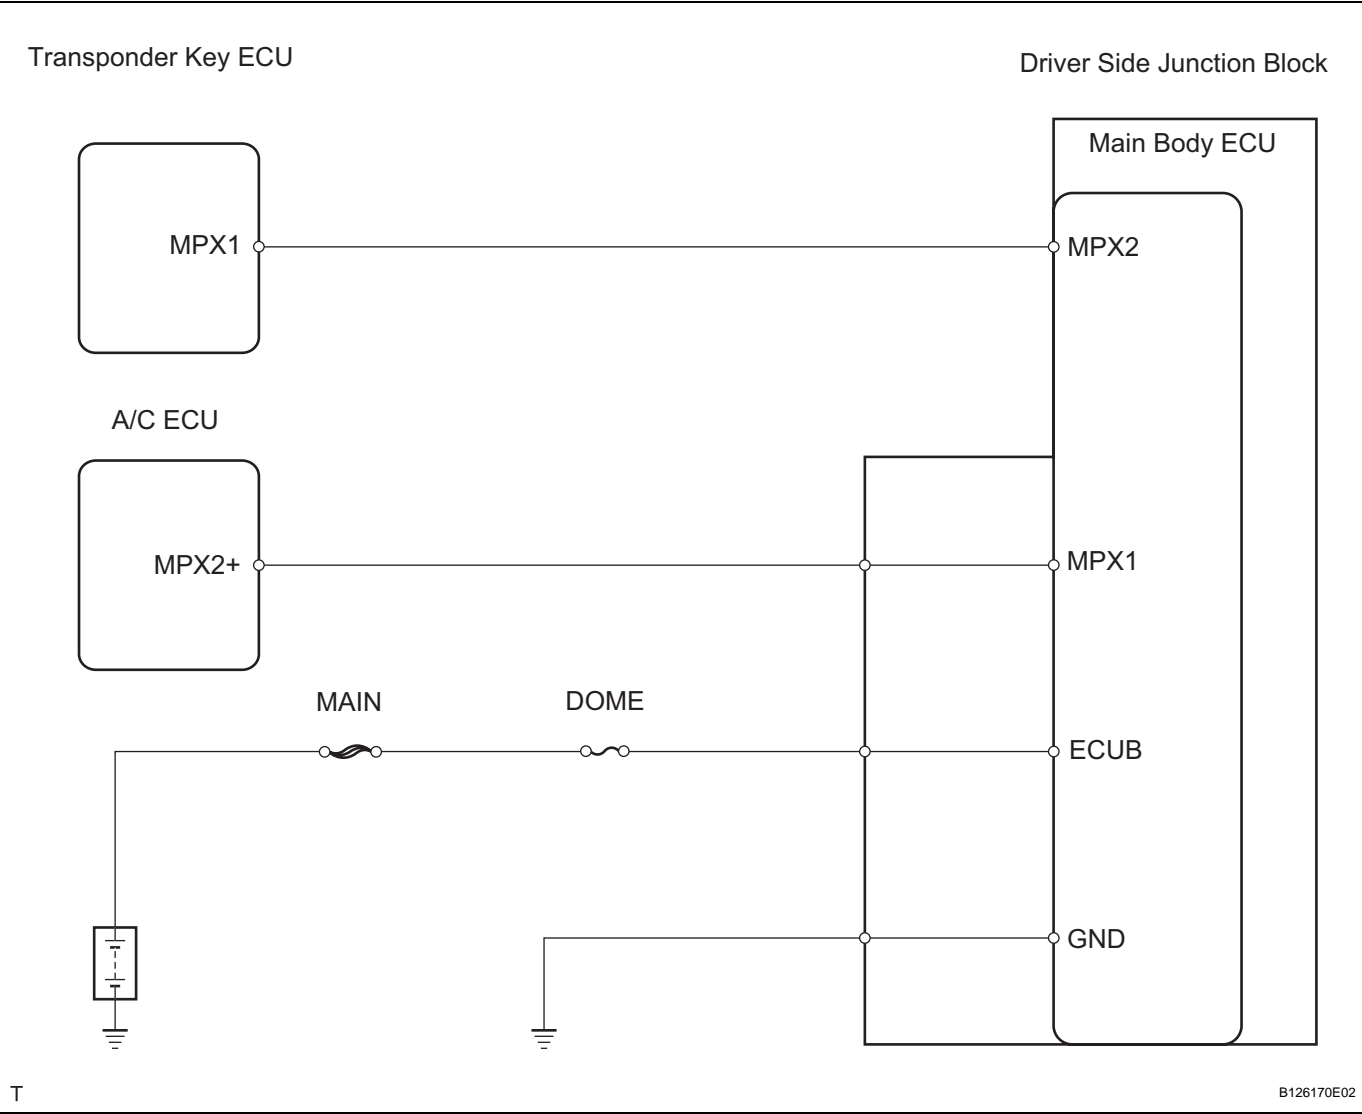 Transponder Key ECU
Driver Side Junction Block
Main Body ECU
MPX1
MPX2
A/C ECU
MPX2+
MPX1
MAIN
DOME
ECUB
GND
T
B126170E02